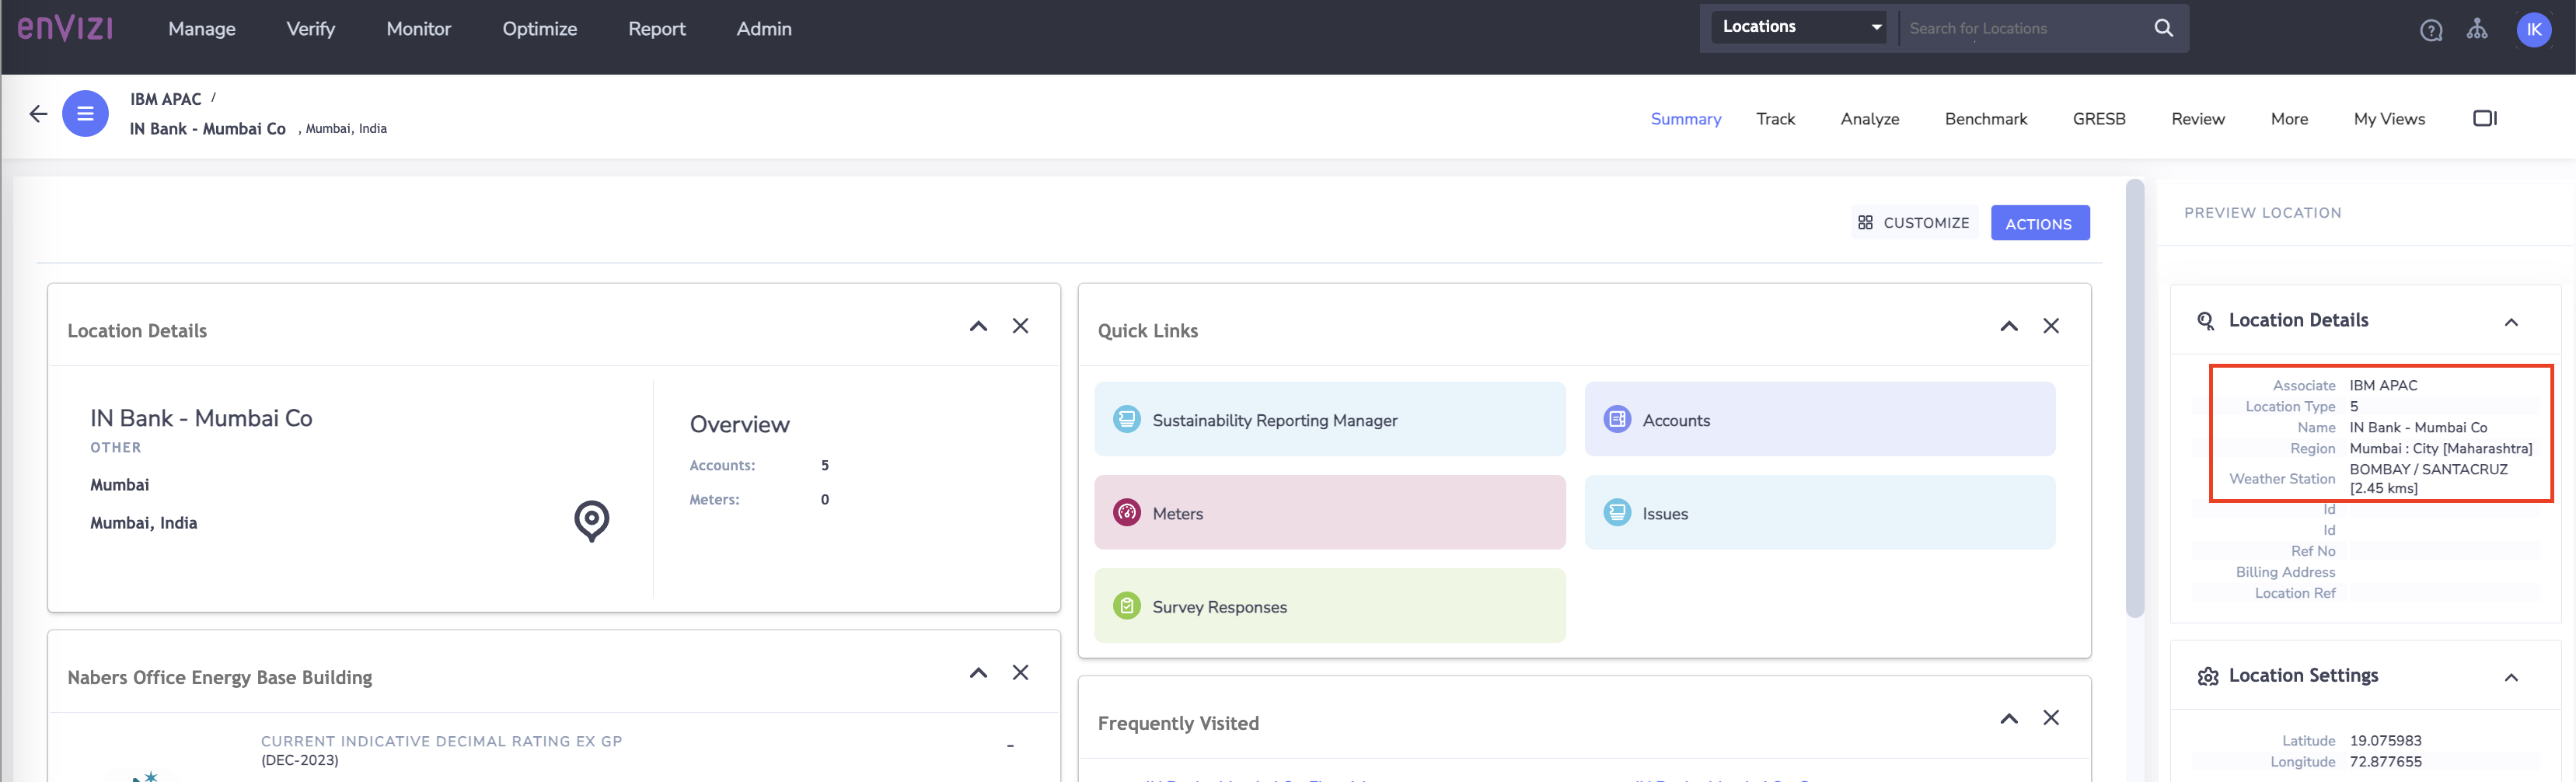 enVIZI
Manage
Verify
Monitor
Optimize
Report
Admin
Locations
Search for Locations
IK
IBM APAC /
IN Bank - Mumbai Co , Mumbai, India
Summary
Track
Analyze
Benchmark
GRESB
Review
More
My Views
CUSTOMIZE
ACTIONS
Location Details
IN Bank - Mumbai Co
OTHER
Mumbai
Mumbai, India
Overview
Accounts: 5
Meters: 0
Nabers Office Energy Base Building
CURRENT INDICATIVE DECIMAL RATING EX GP
(DEC-2023)
-
Quick Links
Sustainability Reporting Manager
Accounts
Meters
Issues
Survey Responses
Frequently Visited
PREVIEW LOCATION
Location Details
Associate IBM APAC
Location Type 5
Name IN Bank - Mumbai Co
Region Mumbai : City [Maharashtra]
Weather Station BOMBAY / SANTACRUZ
[2.45 kms]
Id
Id
Ref No
Billing Address
Location Ref
Location Settings
Latitude 19.075983
Longitude 72.877655